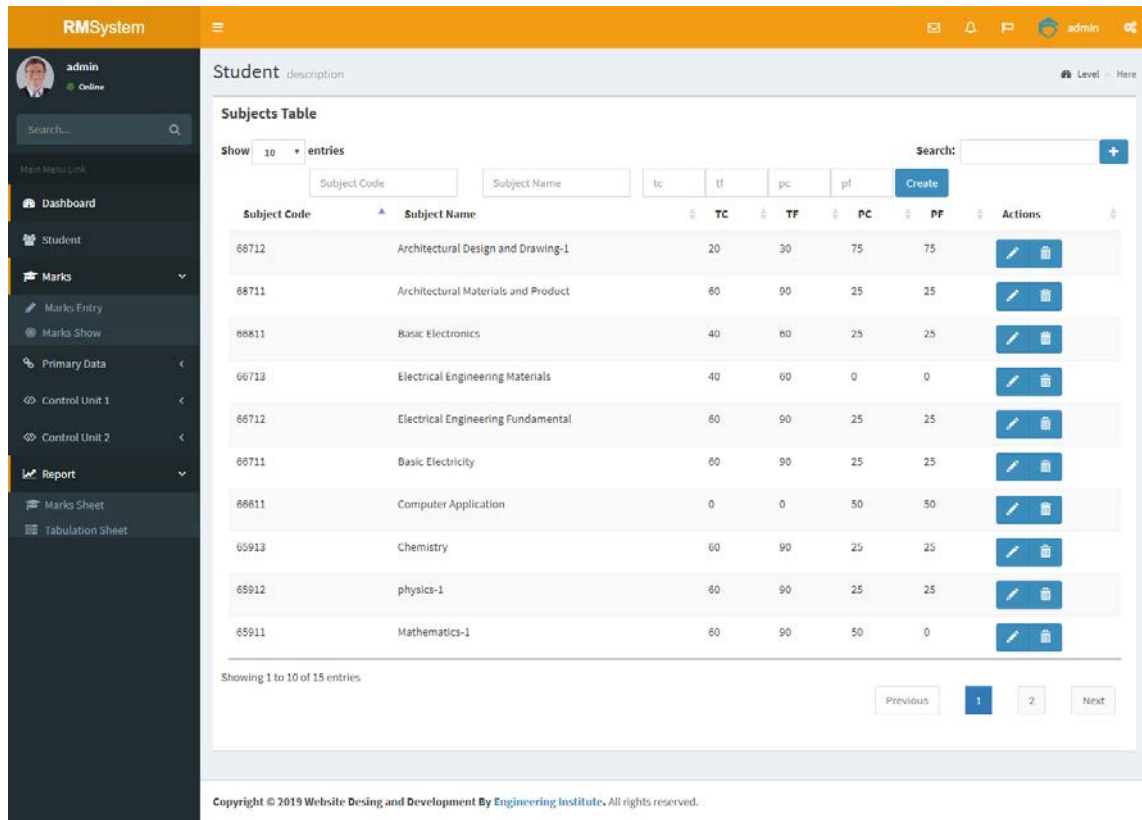 RMSystem
admin
admin
Online
Student description
Level > Here
Search...
Main Menu Link
Dashboard
Student
Marks
Marks Entry
Marks Show
Primary Data
Control Unit 1
Control Unit 2
Report
Marks Sheet
Tabulation Sheet
Subjects Table
Show 10 entries
Search:
+
Subject Code Subject Name tc tf pc pf Create
Subject Code Subject Name TC TF PC PF Actions
68712 Architectural Design and Drawing-1 20 30 75 75
68711 Architectural Materials and Product 60 90 25 25
66811 Basic Electronics 40 60 25 25
66713 Electrical Engineering Materials 40 60 0 0
66712 Electrical Engineering Fundamental 60 90 25 25
66711 Basic Electricity 60 90 25 25
66611 Computer Application 0 0 50 50
65913 Chemistry 60 90 25 25
65912 physics-1 60 90 25 25
65911 Mathematics-1 60 90 50 0
Showing 1 to 10 of 15 entries
Previous 1 2 Next
Copyright © 2019 Website Desing and Development By Engineering Institute. All rights reserved.